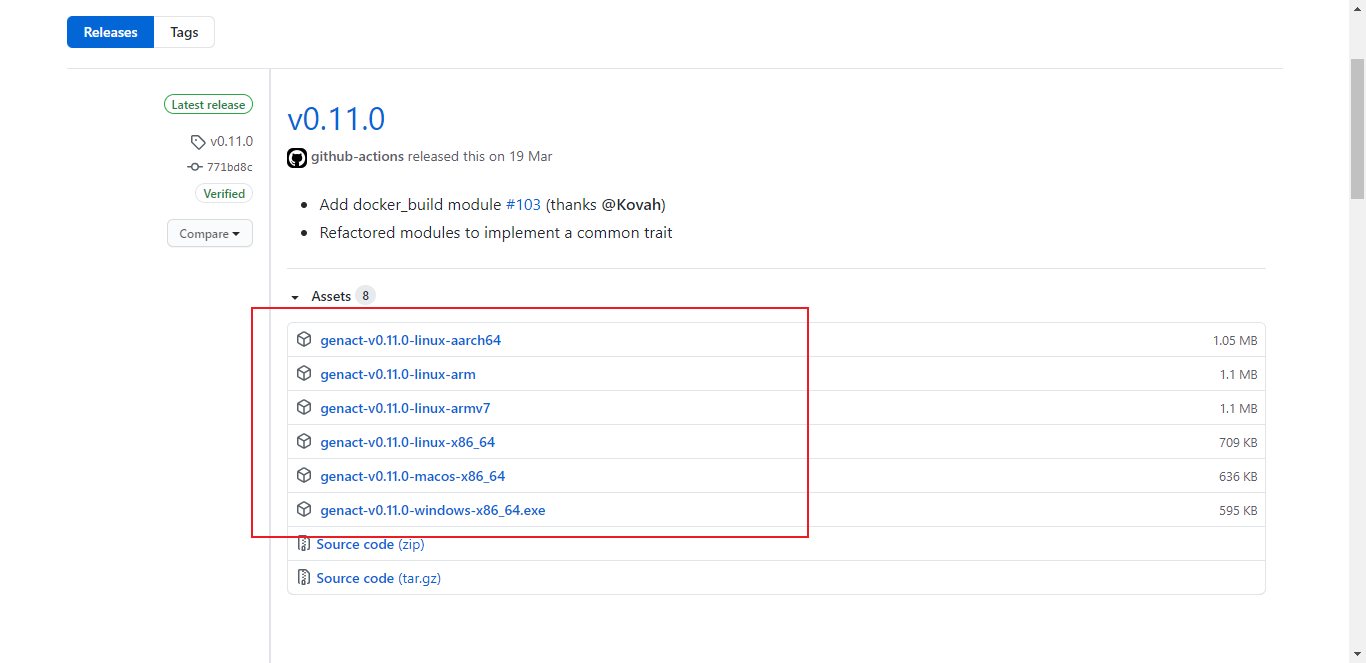 Releases Tags
Latest release
v0.11.0
771bd8c
Verified
Compare
v0.11.0
github-actions released this on 19 Mar
Add docker_build module #103 (thanks @Kovah)
Refactored modules to implement a common trait
Assets 8
genact-v0.11.0-linux-aarch64 1.05 MB
genact-v0.11.0-linux-arm 1.1 MB
genact-v0.11.0-linux-armv7 1.1 MB
genact-v0.11.0-linux-x86_64 709 KB
genact-v0.11.0-macos-x86_64 636 KB
genact-v0.11.0-windows-x86_64.exe 595 KB
Source code (zip)
Source code (tar.gz)